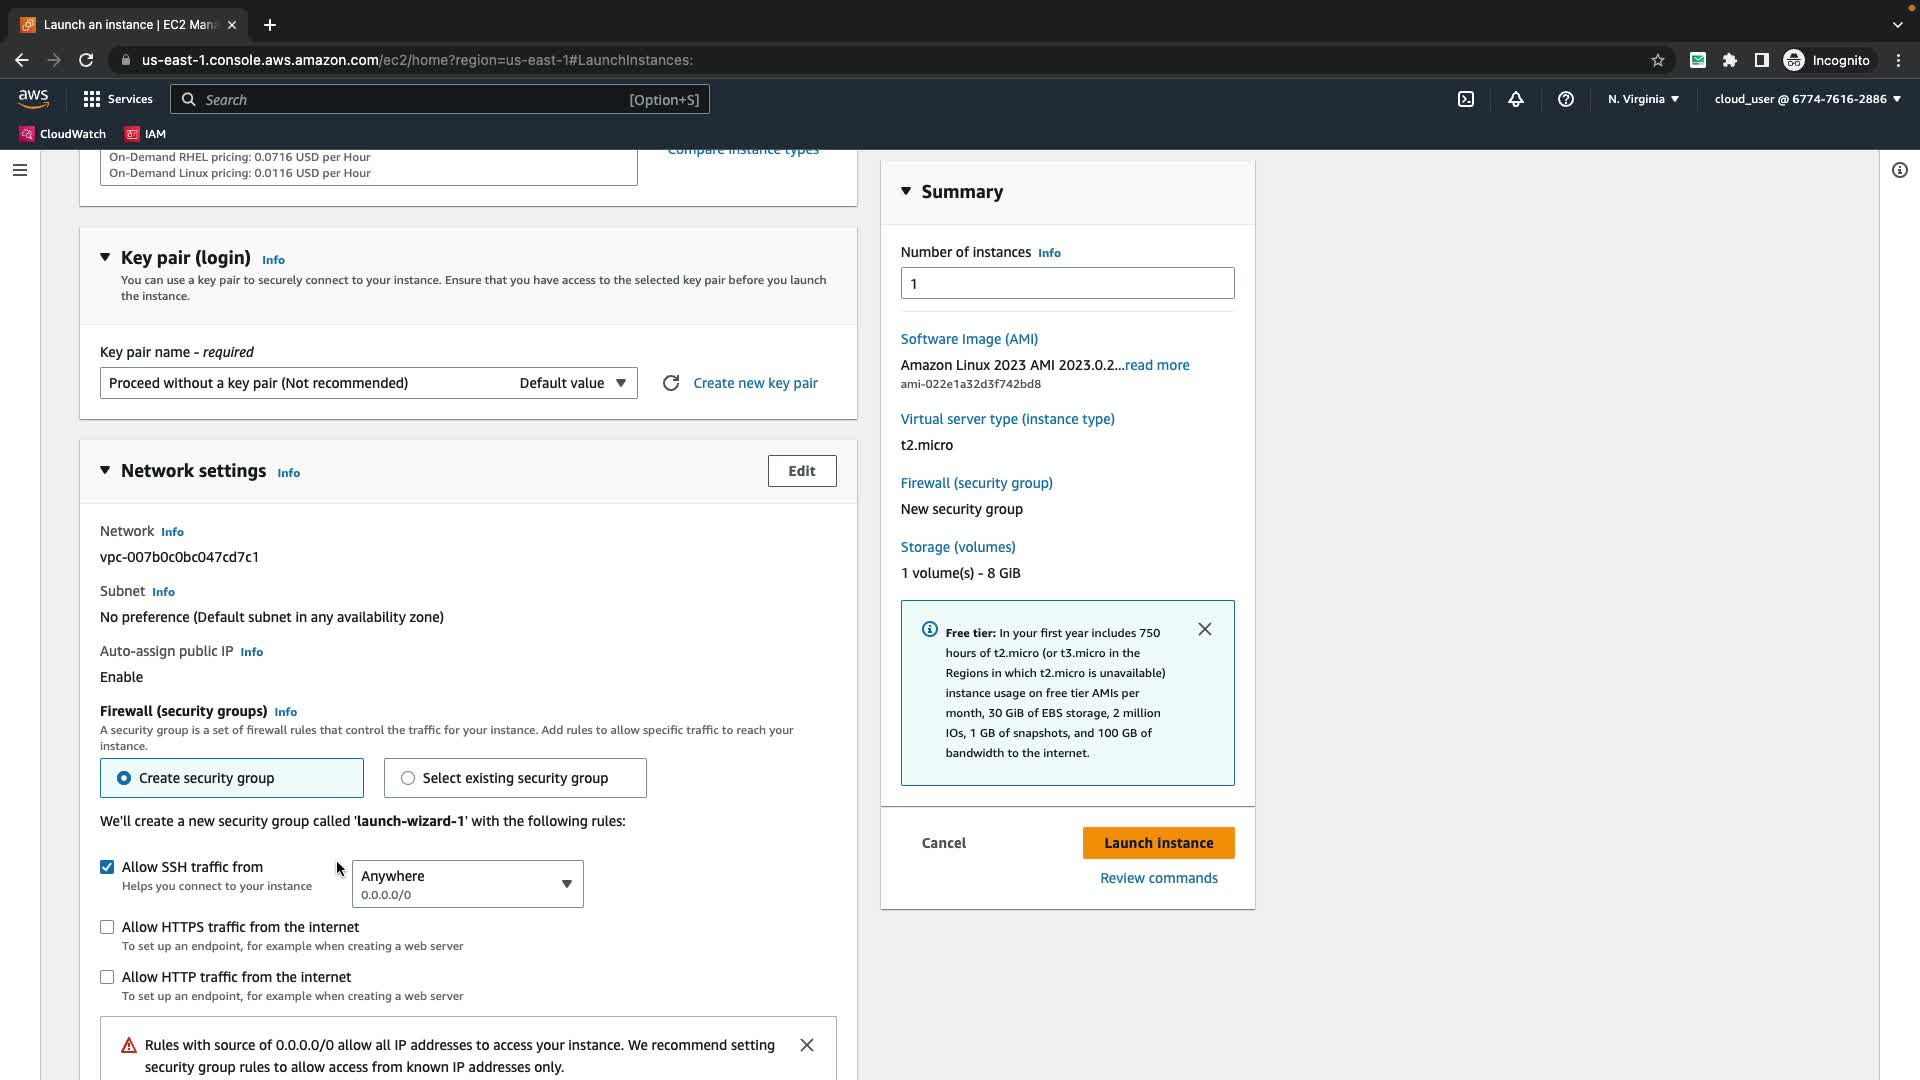 Launch an instance | EC2 Man
us-east-1.console.aws.amazon.com/ec2/home?region=us-east-1#LaunchInstances:
Incognito
aws
Services
Search
[Option+S]
N. Virginia
cloud_user @ 6774-7616-2886
CloudWatch
IAM
On-Demand RHEL pricing: 0.0716 USD per Hour
On-Demand Linux pricing: 0.0116 USD per Hour
Compare instance types
Key pair (login) Info
You can use a key pair to securely connect to your instance. Ensure that you have access to the selected key pair before you launch
the instance.
Key pair name - required
Proceed without a key pair (Not recommended) Default value
Create new key pair
Network settings Info
Edit
Network Info
vpc-007b0c0bc047cd7c1
Subnet Info
No preference (Default subnet in any availability zone)
Auto-assign public IP Info
Enable
Firewall (security groups) Info
A security group is a set of firewall rules that control the traffic for your instance. Add rules to allow specific traffic to reach your
instance.
Create security group
Select existing security group
We'll create a new security group called 'launch-wizard-1' with the following rules:
Allow SSH traffic from
Helps you connect to your instance
Anywhere
0.0.0.0/0
Allow HTTPS traffic from the internet
To set up an endpoint, for example when creating a web server
Allow HTTP traffic from the internet
To set up an endpoint, for example when creating a web server
Rules with source of 0.0.0.0/0 allow all IP addresses to access your instance. We recommend setting
security group rules to allow access from known IP addresses only.
Summary
Number of instances Info
1
Software Image (AMI)
Amazon Linux 2023 AMI 2023.0.2...read more
ami-022e1a32d3f742bd8
Virtual server type (instance type)
t2.micro
Firewall (security group)
New security group
Storage (volumes)
1 volume(s) - 8 GiB
Free tier: In your first year includes 750
hours of t2.micro (or t3.micro in the
Regions in which t2.micro is unavailable)
instance usage on free tier AMIs per
month, 30 GiB of EBS storage, 2 million
IOs, 1 GB of snapshots, and 100 GB of
bandwidth to the internet.
Cancel
Launch instance
Review commands